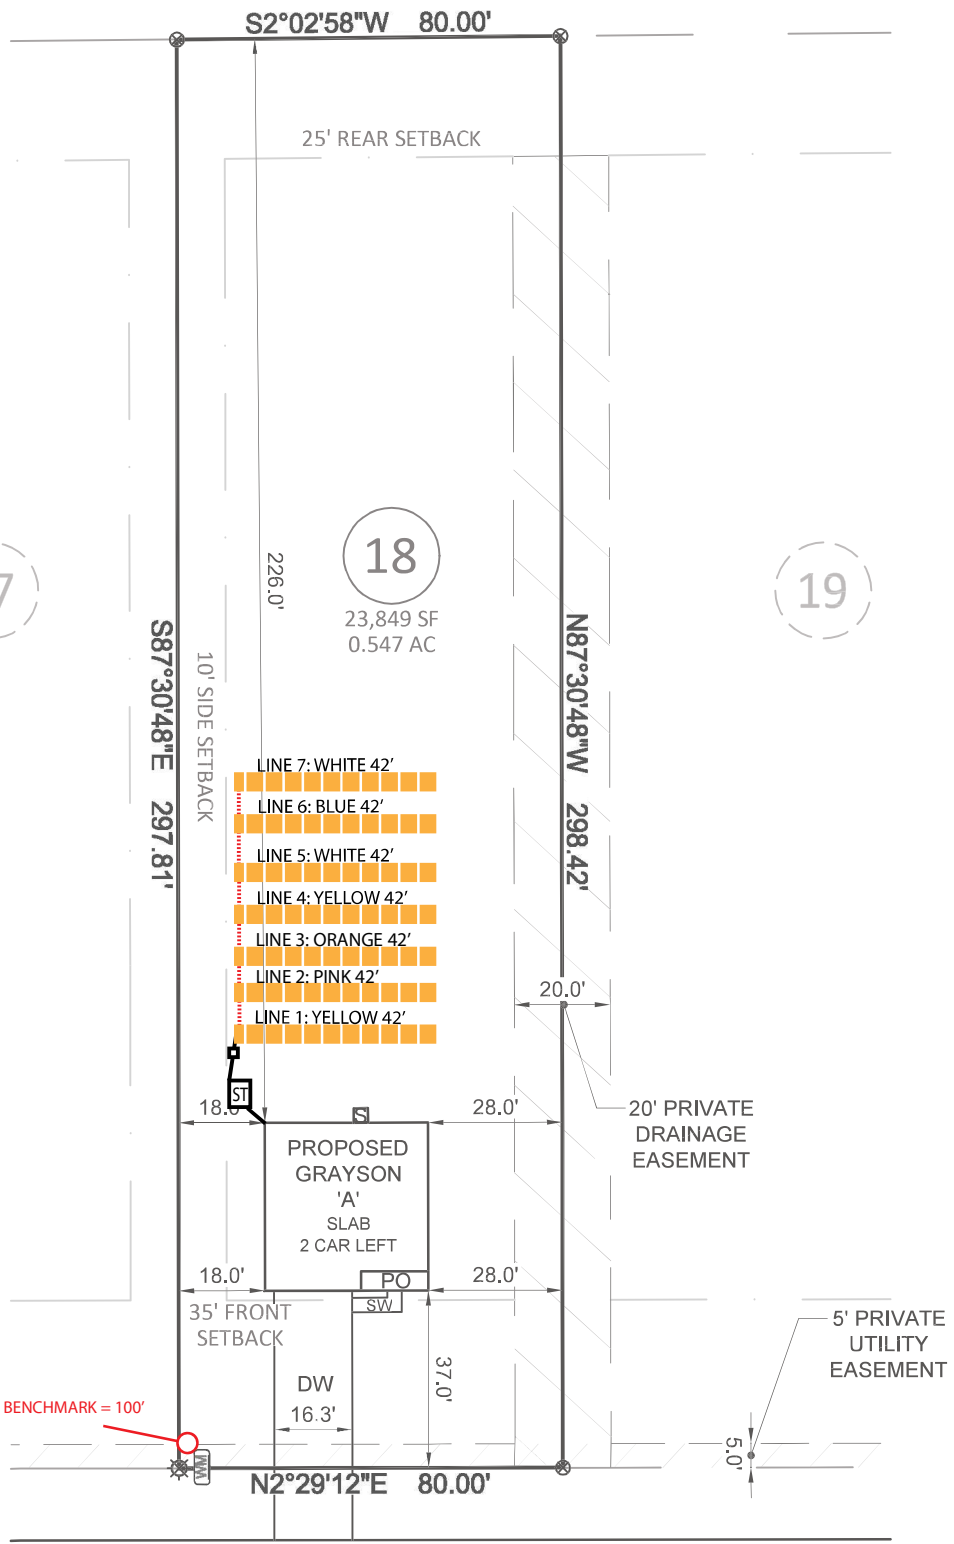 S2°02'58"W 80.00'
25' REAR SETBACK
226.0'
18
23,849 SF
0.547 AC
7
19
S87°30'48"E 297.81'
10' SIDE SETBACK
N87°30'48"W 298.42'
LINE 7: WHITE 42'
LINE 6: BLUE 42'
LINE 5: WHITE 42'
LINE 4: YELLOW 42'
LINE 3: ORANGE 42'
LINE 2: PINK 42'
LINE 1: YELLOW 42'
20.0'
ST
18.0'
S
28.0'
20' PRIVATE
DRAINAGE
EASEMENT
PROPOSED
GRAYSON
'A'
SLAB
2 CAR LEFT
PO
SW
18.0'
28.0'
35' FRONT
SETBACK
37.0'
DW
16.3'
5' PRIVATE
UTILITY
EASEMENT
BENCHMARK = 100'
5.0'
WM
N2°29'12"E 80.00'